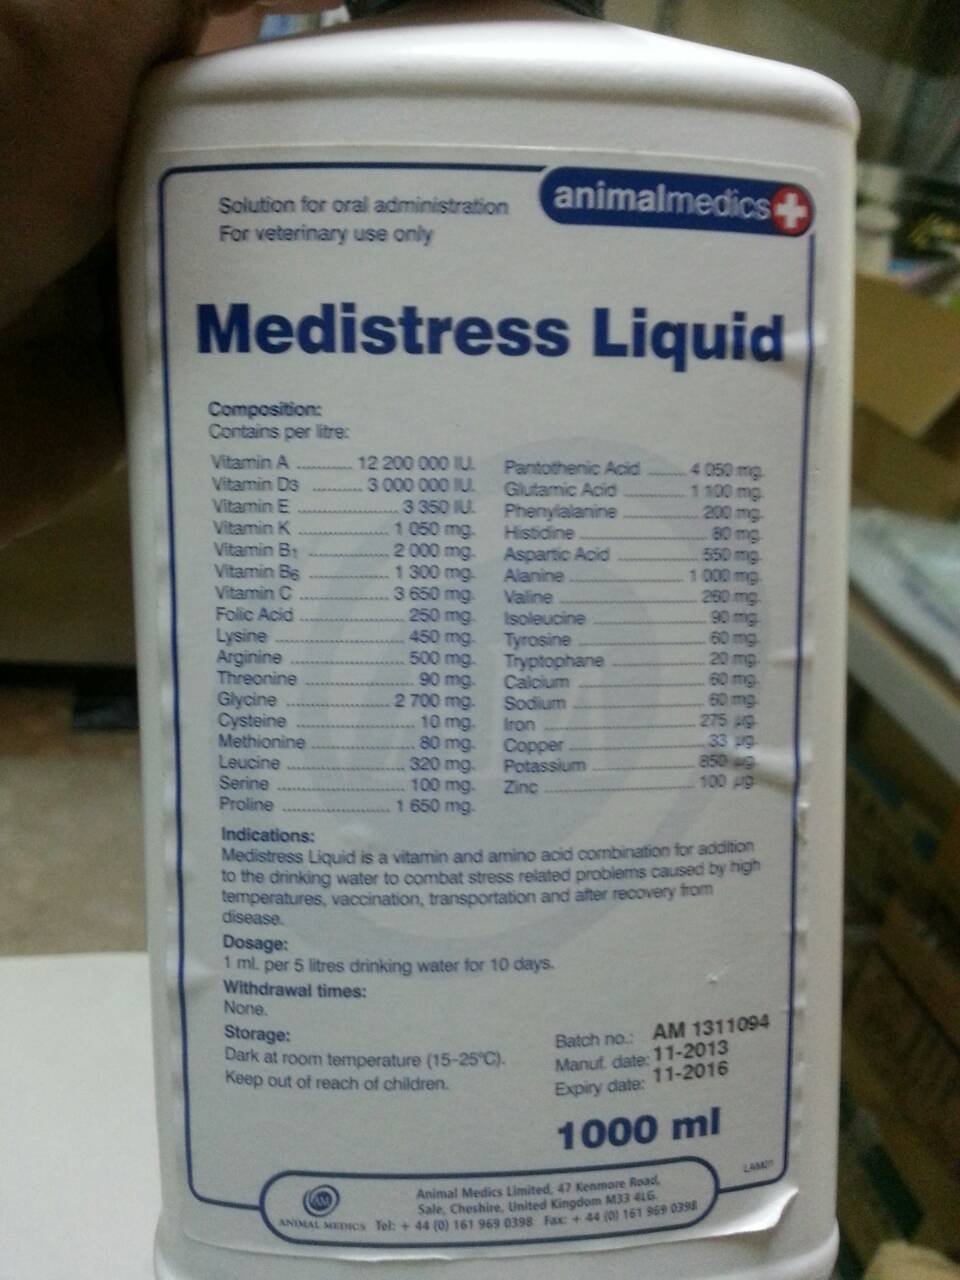 Solution for oral administration
For veterinary use only
animalmedics
Medistress Liquid
Composition:
Contains per litre:
Vitamin A ........... 12 200 000 IU.
Vitamin D3 .......... 3 000 000 IU.
Vitamin E ...................... 3 350 IU.
Vitamin K .................... 1 050 mg.
Vitamin B1 .................. 2 000 mg.
Vitamin B6 .................. 1 300 mg.
Vitamin C .................... 3 650 mg.
Folic Acid ....................... 250 mg.
Lysine ............................ 450 mg.
Arginine ......................... 500 mg.
Threonine ........................ 90 mg.
Glycine ........................ 2 700 mg.
Cysteine .......................... 10 mg.
Methionine ...................... 80 mg.
Leucine .......................... 320 mg.
Serine ............................ 100 mg.
Proline ......................... 1 650 mg.
Pantothenic Acid ........ 4 050 mg.
Glutamic Acid ............. 1 100 mg.
Phenylalanine ................. 200 mg.
Histidine ........................... 80 mg.
Aspartic Acid .................. 550 mg.
Alanine ......................... 1 000 mg.
Valine .............................. 260 mg.
Isoleucine ......................... 90 mg.
Tyrosine ........................... 60 mg.
Tryptophane ..................... 20 mg.
Calcium ............................ 60 mg.
Sodium ............................. 60 mg.
Iron ................................. 275 µg.
Copper .............................. 33 µg.
Potassium ....................... 850 µg.
Zinc ................................. 100 µg.
Indications:
Medistress Liquid is a vitamin and amino acid combination for addition
to the drinking water to combat stress related problems caused by high
temperatures, vaccination, transportation and after recovery from
disease.
Dosage:
1 ml. per 5 litres drinking water for 10 days.
Withdrawal times:
None.
Storage:
Dark at room temperature (15-25°C).
Keep out of reach of children.
Batch no.: AM 1311094
Manuf. date: 11-2013
Expiry date: 11-2016
1000 ml
AM
ANIMAL MEDICS
Animal Medics Limited, 47 Kenmore Road,
Sale, Cheshire, United Kingdom M33 4LG.
Tel: + 44 (0) 161 969 0398 Fax: + 44 (0) 161 969 0398